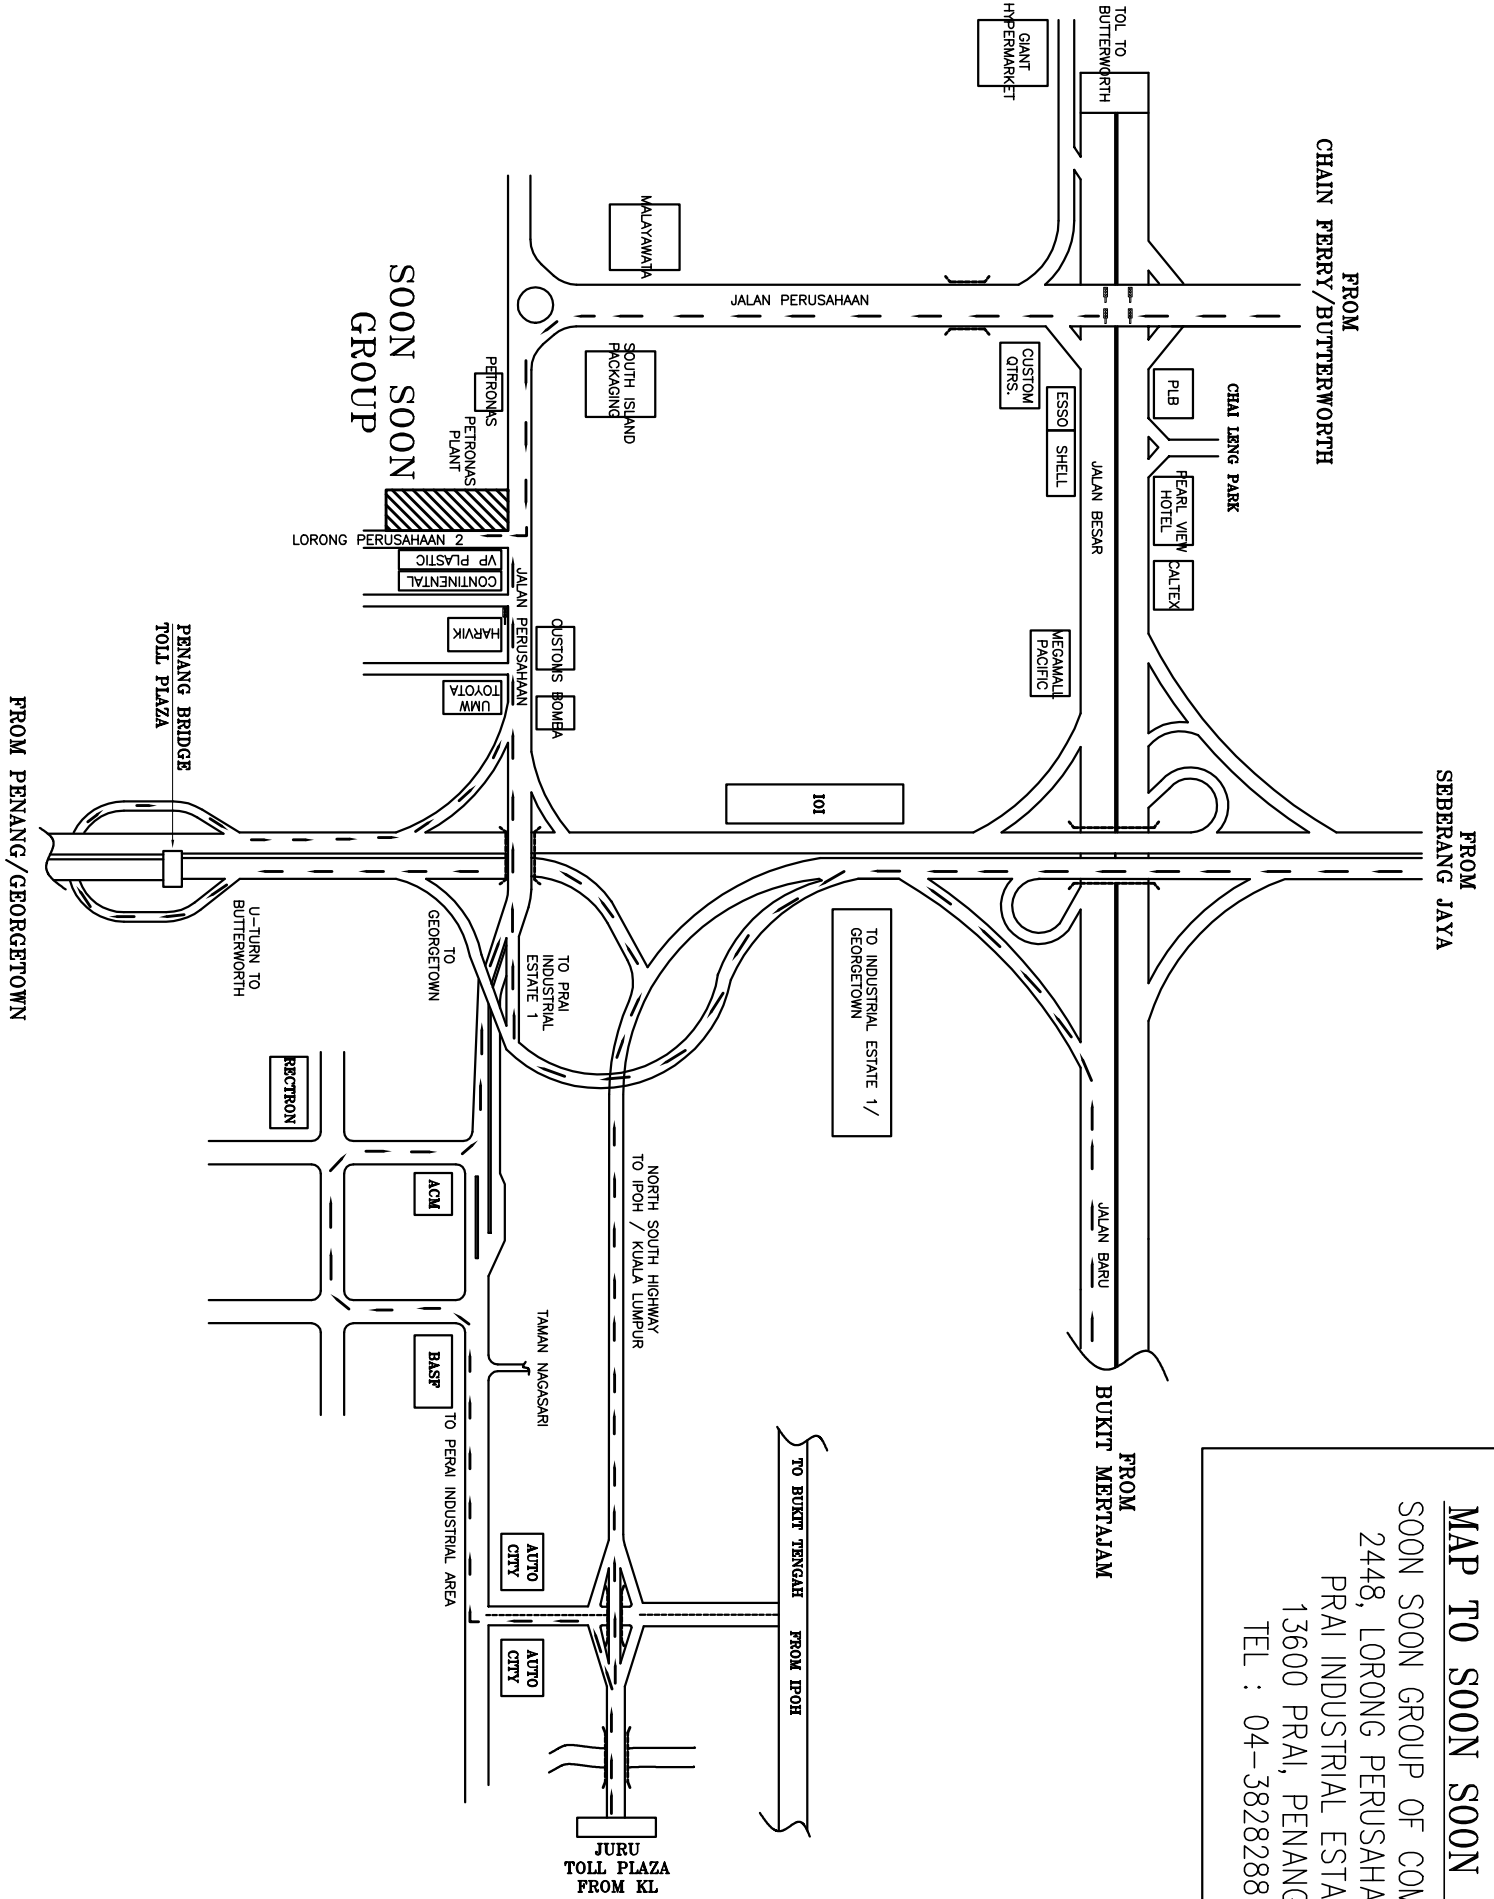 MAP TO SOON SOON
SOON SOON GROUP OF COM
2448, LORONG PERUSAHA
PRAI INDUSTRIAL ESTA
13600 PRAI, PENANG
TEL : 04-3828288
FROM
SEBERANG JAYA
FROM
CHAIN FERRY/BUTTERWORTH
CHAI LENG PARK
TOL TO
BUTTERWORTH
GIANT
HYPERMARKET
PLB
PEARL VIEW
HOTEL
CALTEX
JALAN BESAR
CUSTOM
QTRS.
ESSO
SHELL
MEGAMALL
PACIFIC
JALAN BARU
FROM
BUKIT MERTAJAM
JALAN PERUSAHAAN
MALAYAWATA
SOUTH ISLAND
PACKAGING
IOI
TO INDUSTRIAL ESTATE 1/
GEORGETOWN
TO BUKIT TENGAH
FROM IPOH
NORTH SOUTH HIGHWAY
TO IPOH / KUALA LUMPUR
JURU
TOLL PLAZA
FROM KL
AUTO
CITY
AUTO
CITY
TAMAN NAGASARI
TO PERAI INDUSTRIAL AREA
BASF
ACM
RECTRON
TO PRAI
INDUSTRIAL
ESTATE 1
TO
GEORGETOWN
U-TURN TO
BUTTERWORTH
CUSTOMS
BOMBA
JALAN PERUSAHAAN
UMW
TOYOTA
HARVIK
CONTINENTAL
VP PLASTIC
LORONG PERUSAHAAN 2
PETRONAS
PETRONAS
PLANT
SOON SOON
GROUP
PENANG BRIDGE
TOLL PLAZA
FROM PENANG/GEORGETOWN